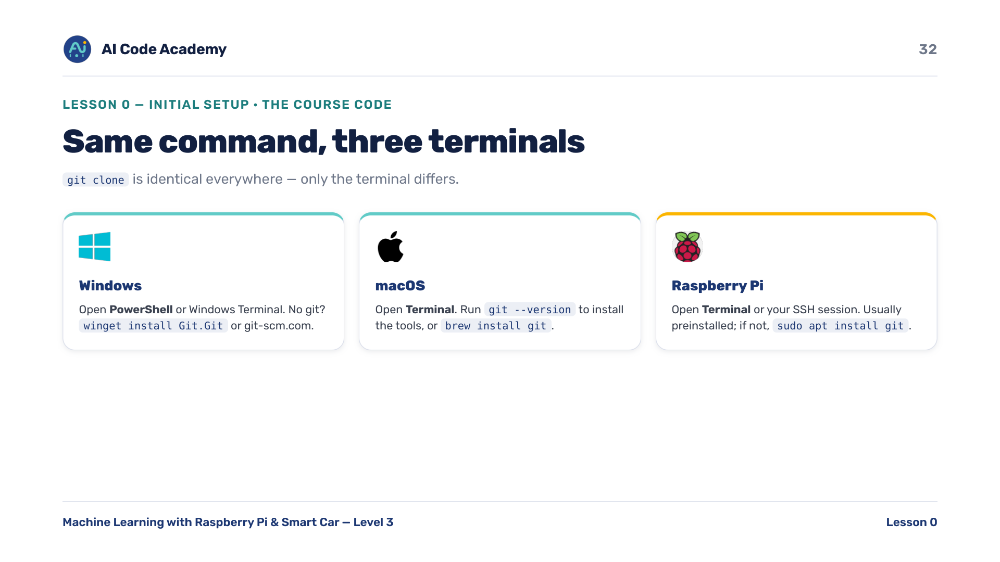 AI Code Academy
32
LESSON 0 — INITIAL SETUP • THE COURSE CODE
Same command, three terminals
git clone is identical everywhere — only the terminal differs.
Windows
Open PowerShell or Windows Terminal. No git?
winget install Git.Git or git-scm.com.
macOS
Open Terminal. Run git --version to install
the tools, or brew install git.
Raspberry Pi
Open Terminal or your SSH session. Usually
preinstalled; if not, sudo apt install git.
Machine Learning with Raspberry Pi & Smart Car — Level 3
Lesson 0